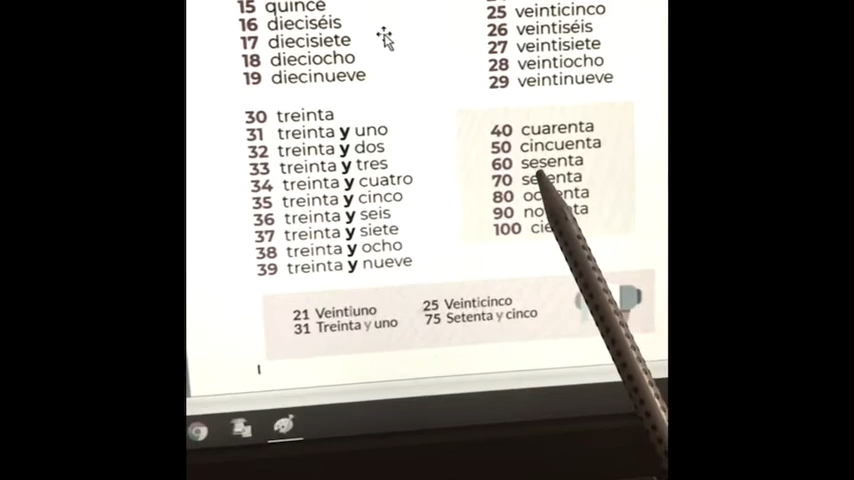 15 quince
16 dieciséis
17 diecisiete
18 dieciocho
19 diecinueve
25 veinticinco
26 veintiséis
27 veintisiete
28 veintiocho
29 veintinueve
30 treinta
31 treinta y uno
32 treinta y dos
33 treinta y tres
34 treinta y cuatro
35 treinta y cinco
36 treinta y seis
37 treinta y siete
38 treinta y ocho
39 treinta y nueve
40 cuarenta
50 cincuenta
60 sesenta
70
80
90
100
21 Veintiuno
31 Treinta y uno
25 Veinticinco
75 Setenta y cinco